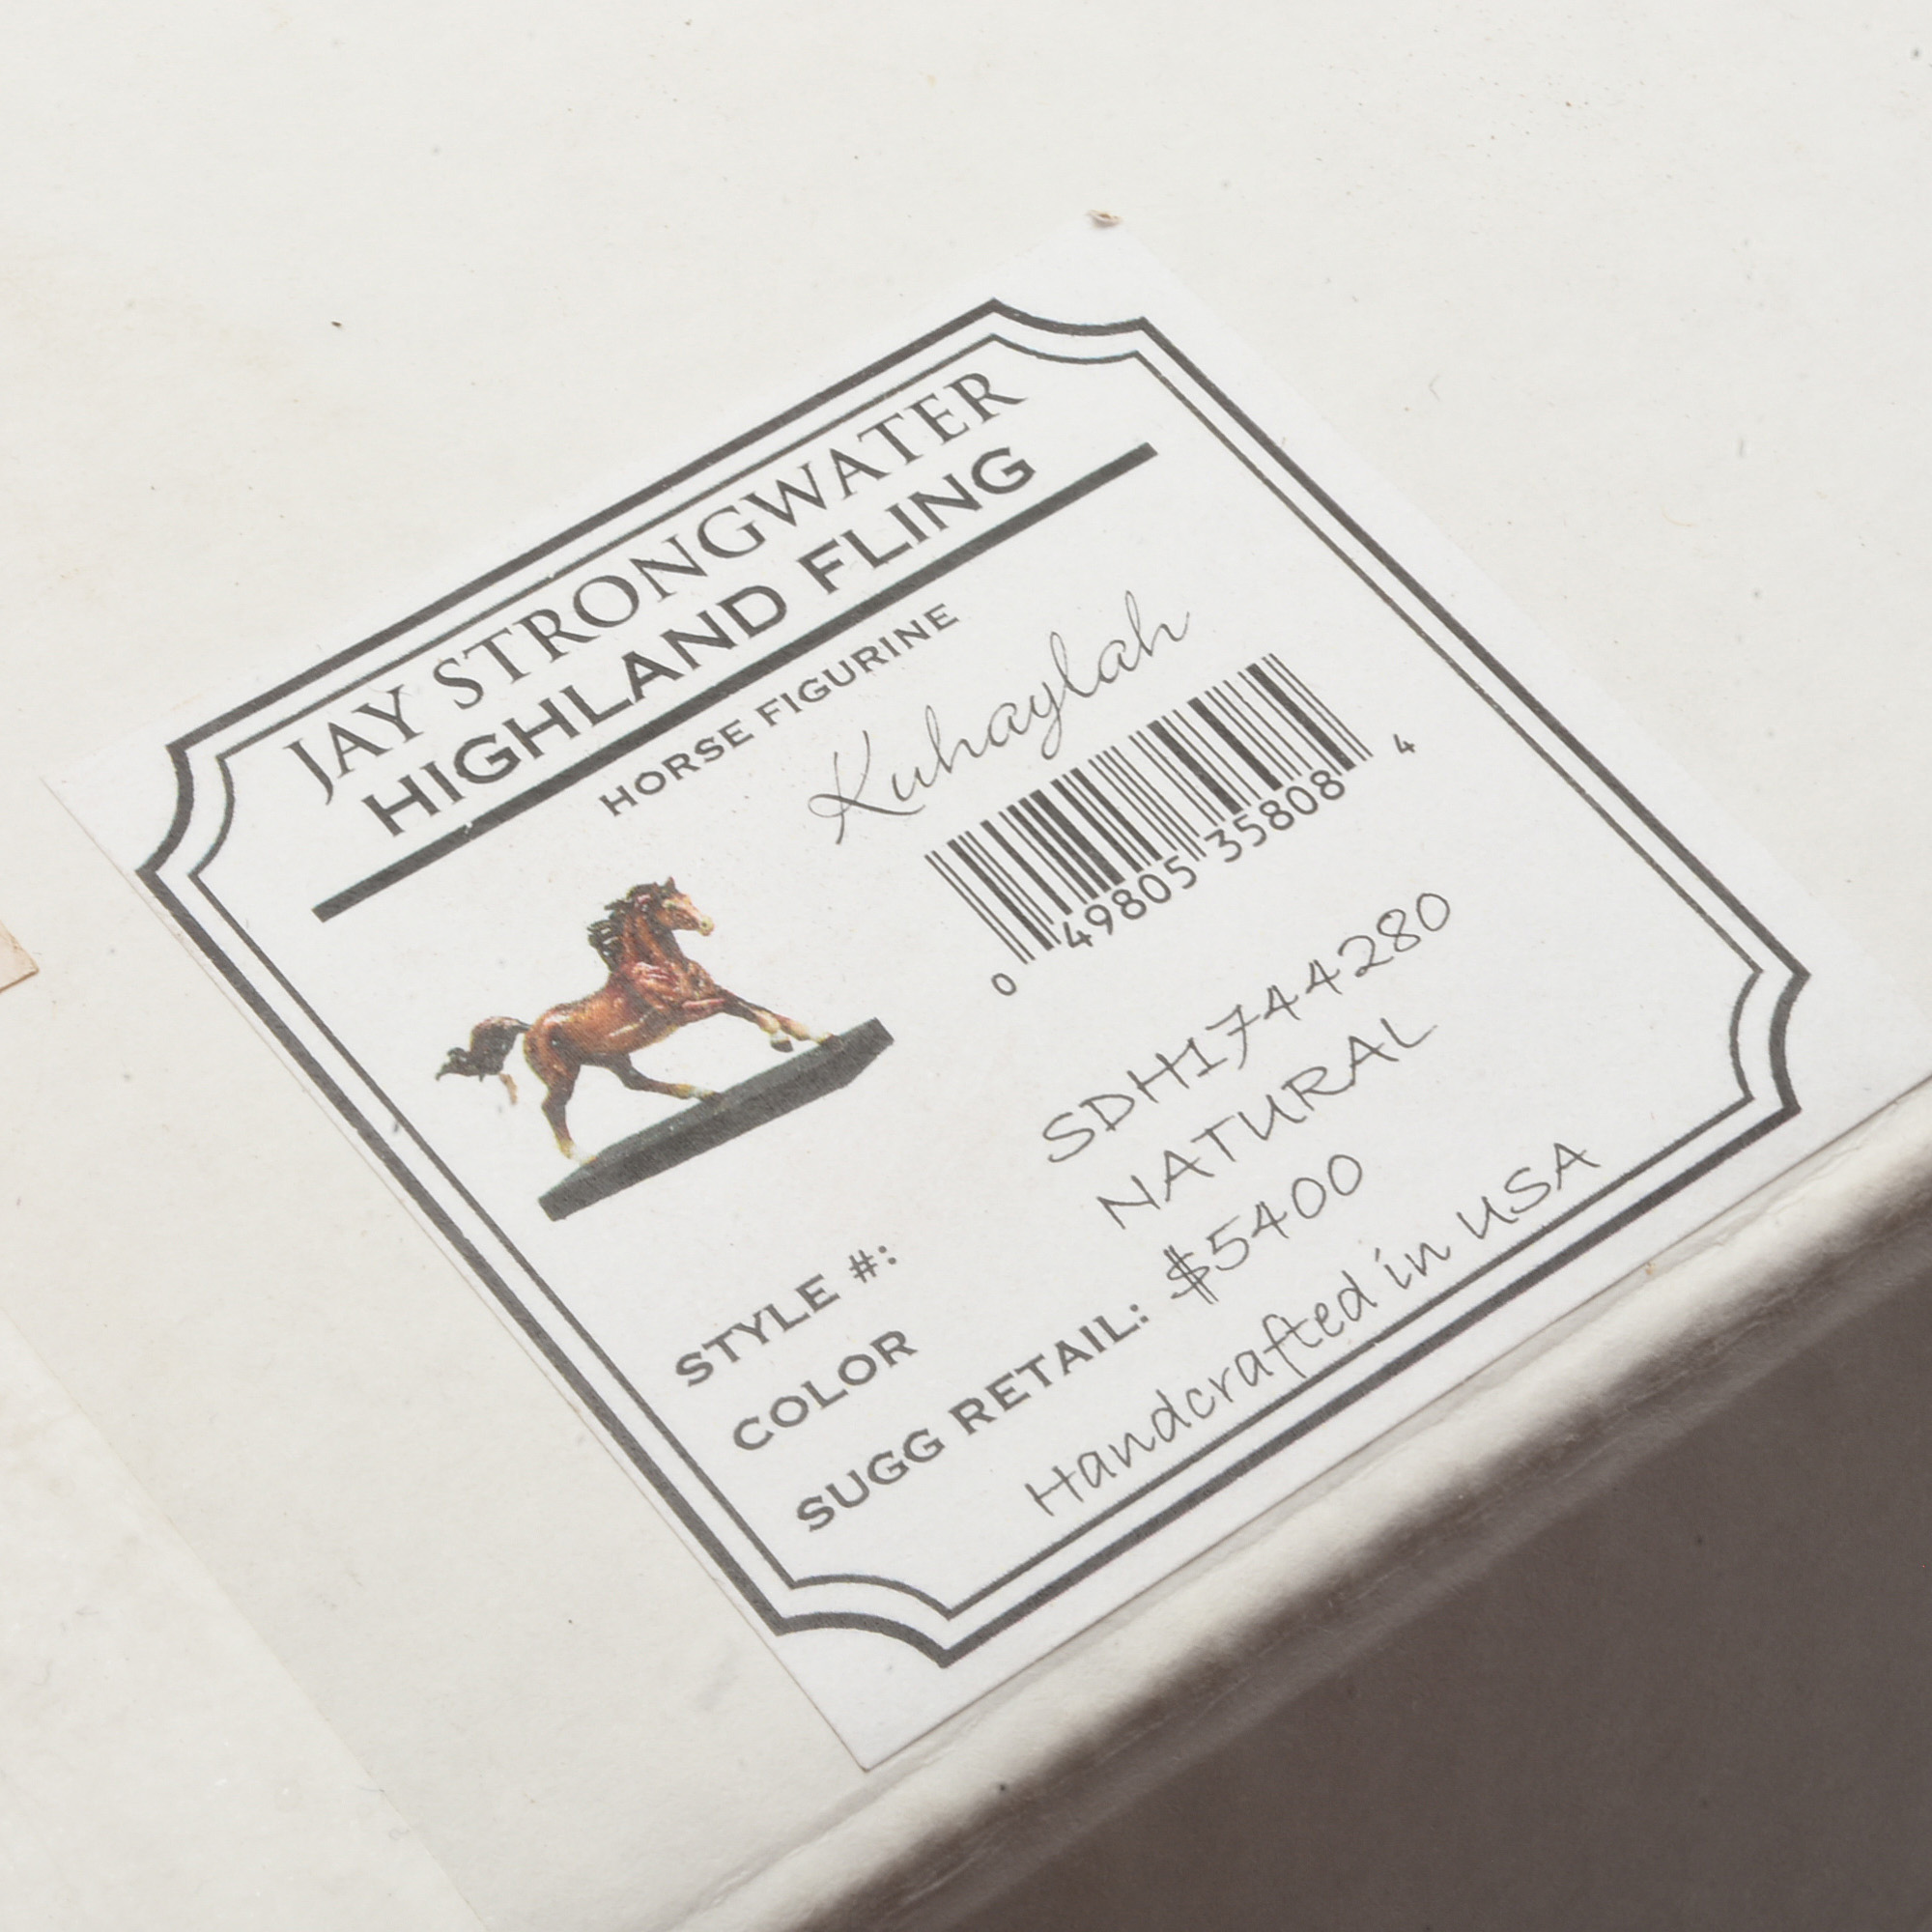 JAY STRONGWATER
HIGHLAND FLING
HORSE FIGURINE
Kuhaylah
0 49805 35808 4
STYLE #: SDH1744280
COLOR NATURAL
SUGG RETAIL: $5400
Handcrafted in USA